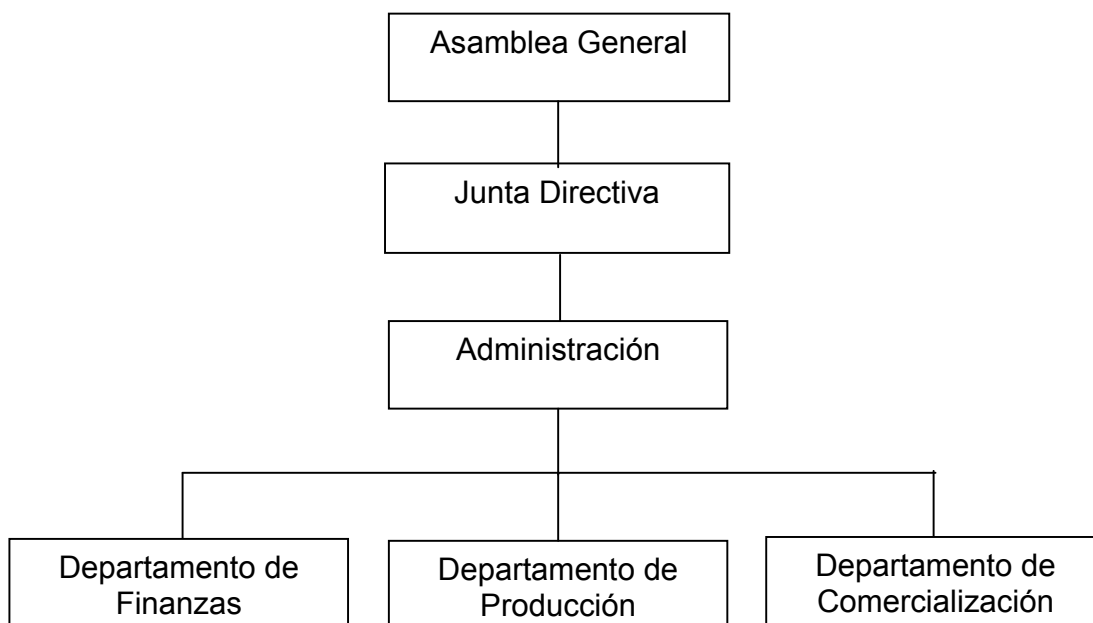 Asamblea General
Junta Directiva
Administración
Departamento de
Finanzas
Departamento de
Producción
Departamento de
Comercialización